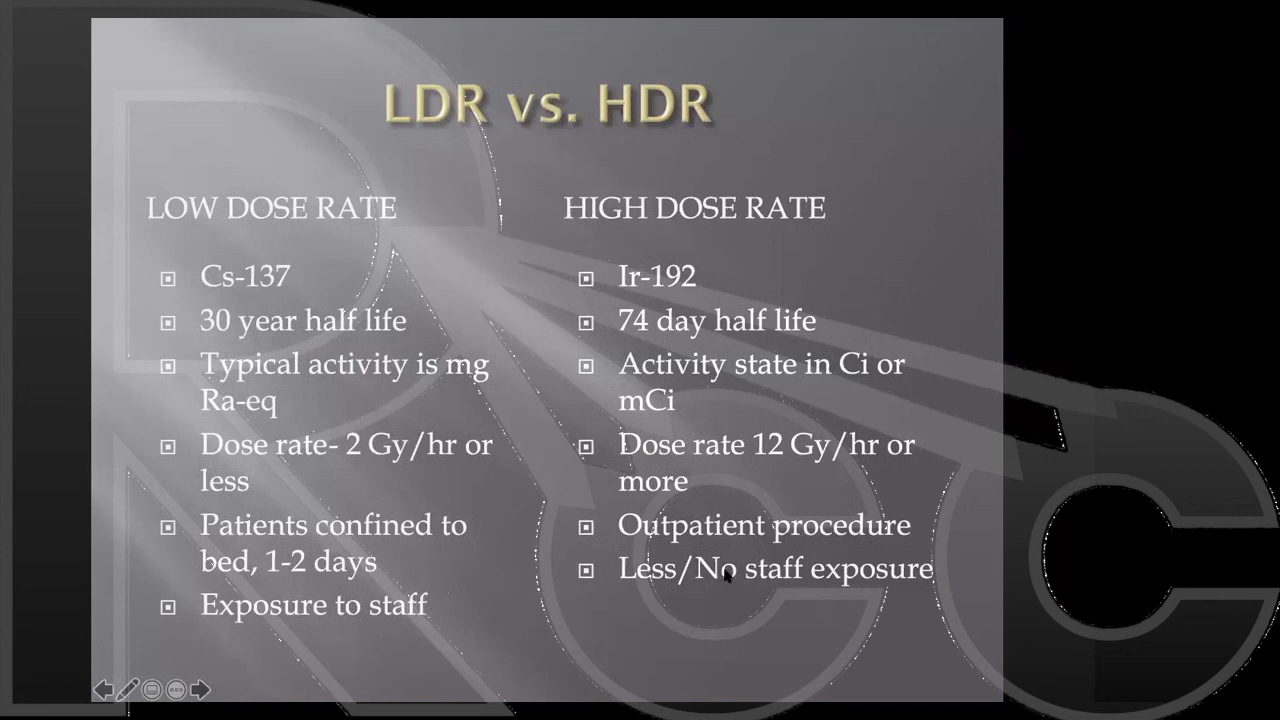 LDR vs. HDR
LOW DOSE RATE
Cs-137
30 year half life
Typical activity is mg
Ra-eq
Dose rate- 2 Gy/hr or
less
Patients confined to
bed, 1-2 days
Exposure to staff
HIGH DOSE RATE
Ir-192
74 day half life
Activity state in Ci or
mCi
Dose rate 12 Gy/hr or
more
Outpatient procedure
Less/No staff exposure
RCC